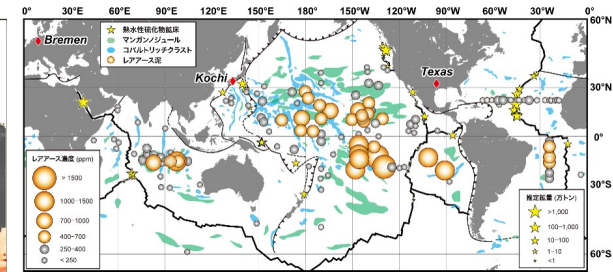 0° 30°E 60°E 90°E 120°E 150°E 180° 150°W 120°W 90°W 60°W 30°W 0°
60°N
30°N
0°
30°S
60°S
Bremen
Kochi
Texas
熱水性硫化物鉱床
マンガンノジュール
コバルトリッチクラスト
レアアース泥
レアアース濃度 (ppm)
> 1500
1000-1500
700-1000
400-700
250-400
< 250
推定鉱量 (万トン)
>1,000
100-1,000
10-100
1-10
<1